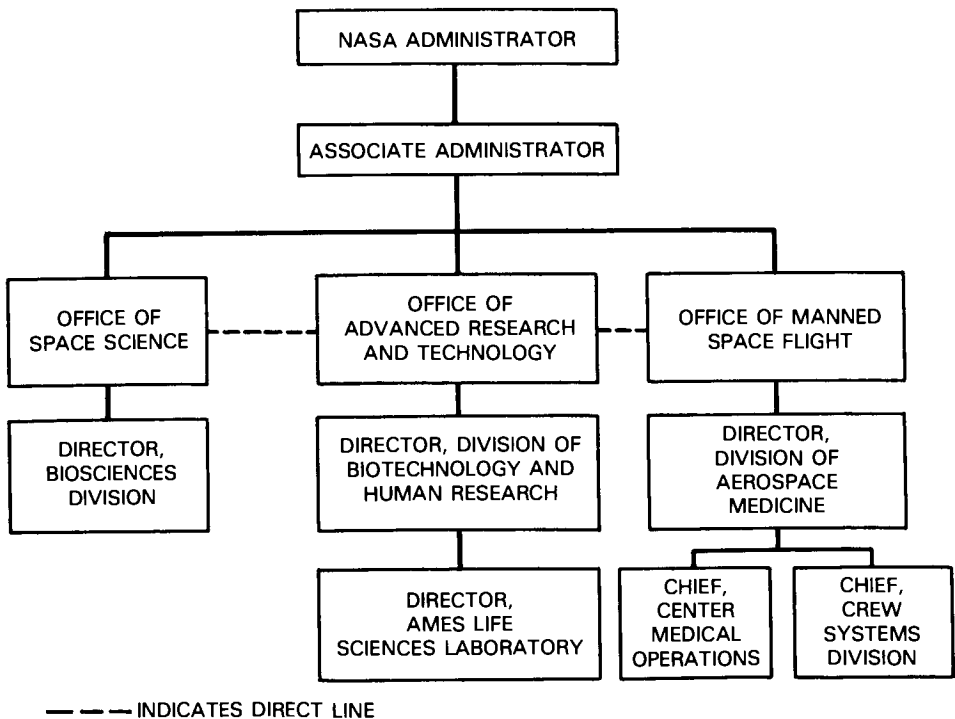 NASA ADMINISTRATOR
ASSOCIATE ADMINISTRATOR
OFFICE OF
SPACE SCIENCE
OFFICE OF
ADVANCED RESEARCH
AND TECHNOLOGY
OFFICE OF MANNED
SPACE FLIGHT
DIRECTOR,
BIOSCIENCES
DIVISION
DIRECTOR, DIVISION OF
BIOTECHNOLOGY AND
HUMAN RESEARCH
DIRECTOR,
DIVISION OF
AEROSPACE
MEDICINE
DIRECTOR,
AMES LIFE
SCIENCES LABORATORY
CHIEF,
CENTER
MEDICAL
OPERATIONS
CHIEF,
CREW
SYSTEMS
DIVISION
INDICATES DIRECT LINE